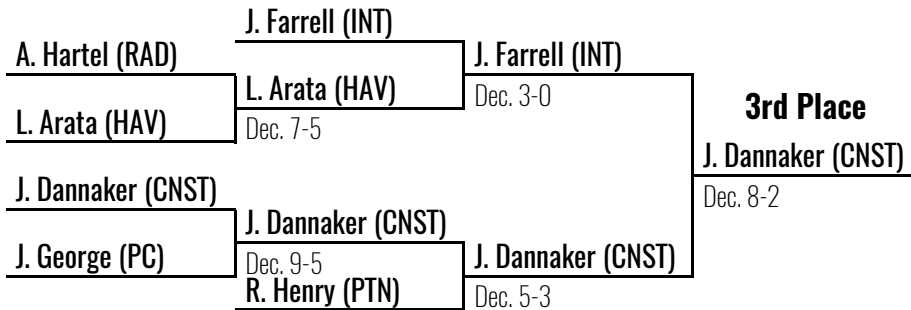 J. Farrell (INT)
A. Hartel (RAD)
J. Farrell (INT)
L. Arata (HAV)
Dec. 3-0
3rd Place
L. Arata (HAV)
Dec. 7-5
J. Dannaker (CNST)
J. Dannaker (CNST)
Dec. 8-2
J. Dannaker (CNST)
J. George (PC)
Dec. 9-5
J. Dannaker (CNST)
R. Henry (PTN)
Dec. 5-3